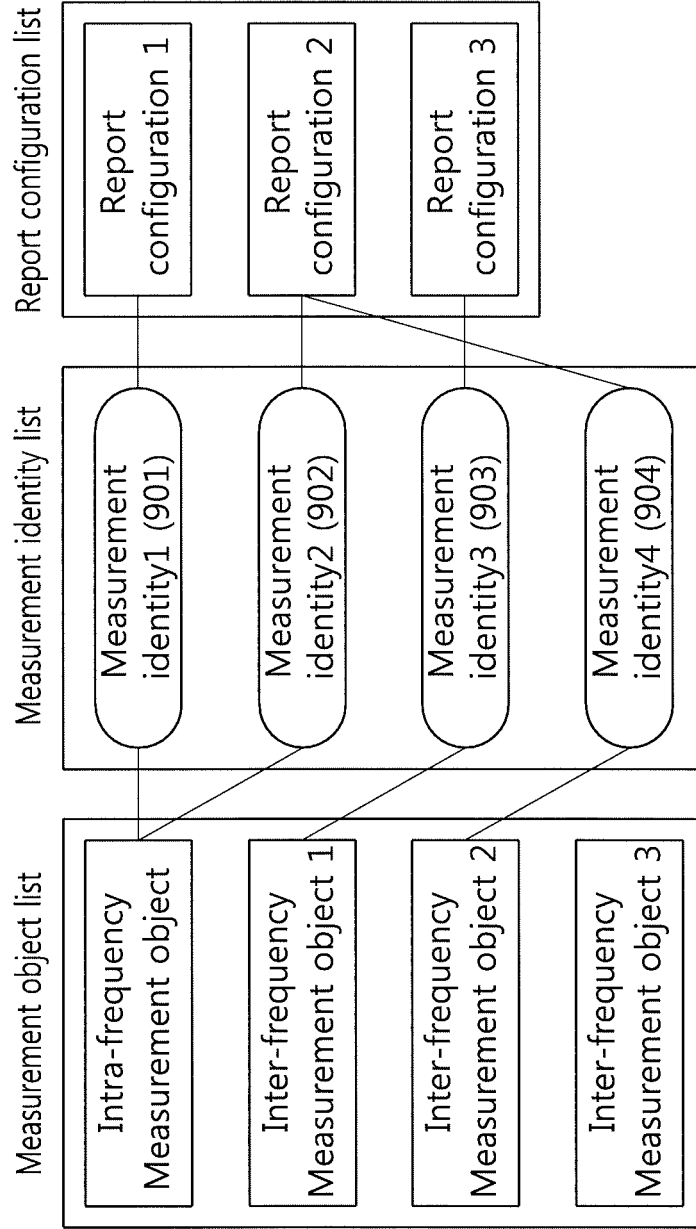 Measurement object list
Intra-frequency
Measurement object
Inter-frequency
Measurement object 1
Inter-frequency
Measurement object 2
Inter-frequency
Measurement object 3
Measurement identity list
Measurement
identity1 (901)
Measurement
identity2 (902)
Measurement
identity3 (903)
Measurement
identity4 (904)
Report configuration list
Report
configuration 1
Report
configuration 2
Report
configuration 3